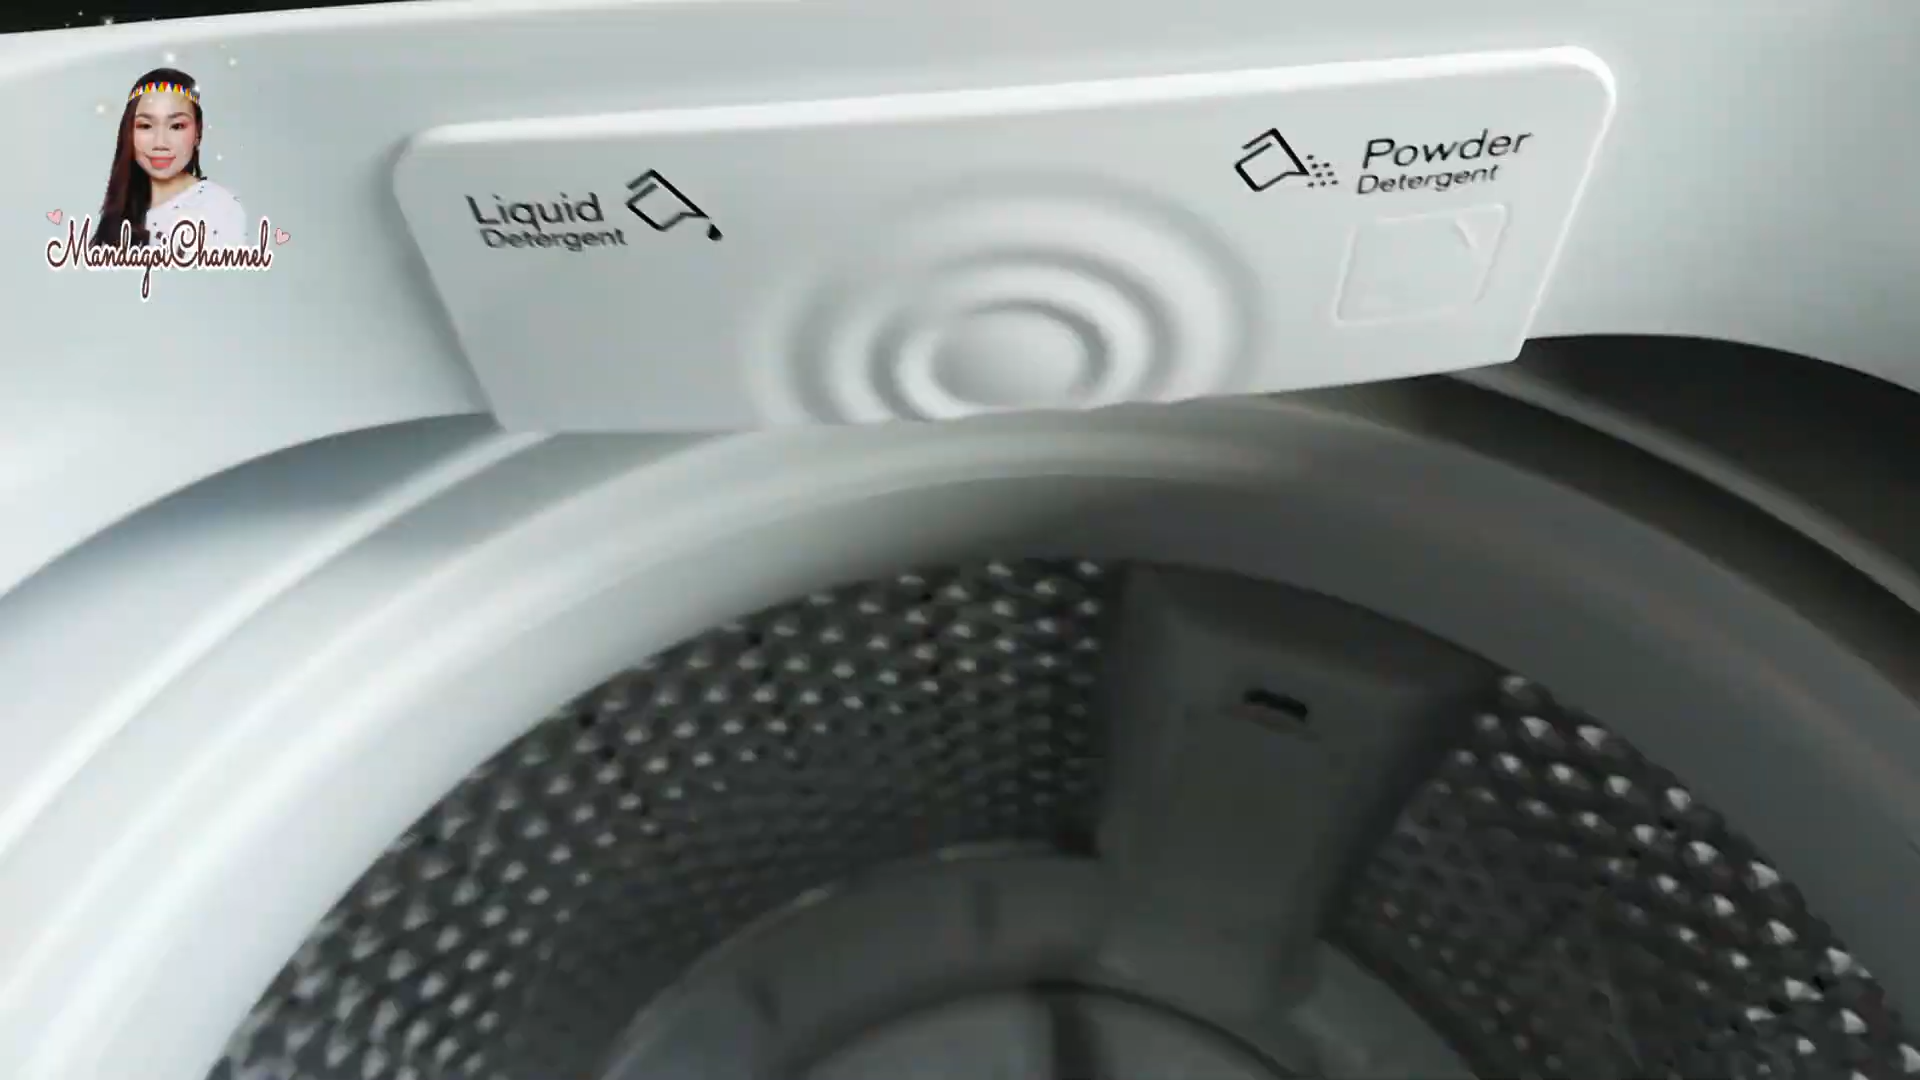 Liquid
Detergent
Powder
Detergent
MandagoiChannel